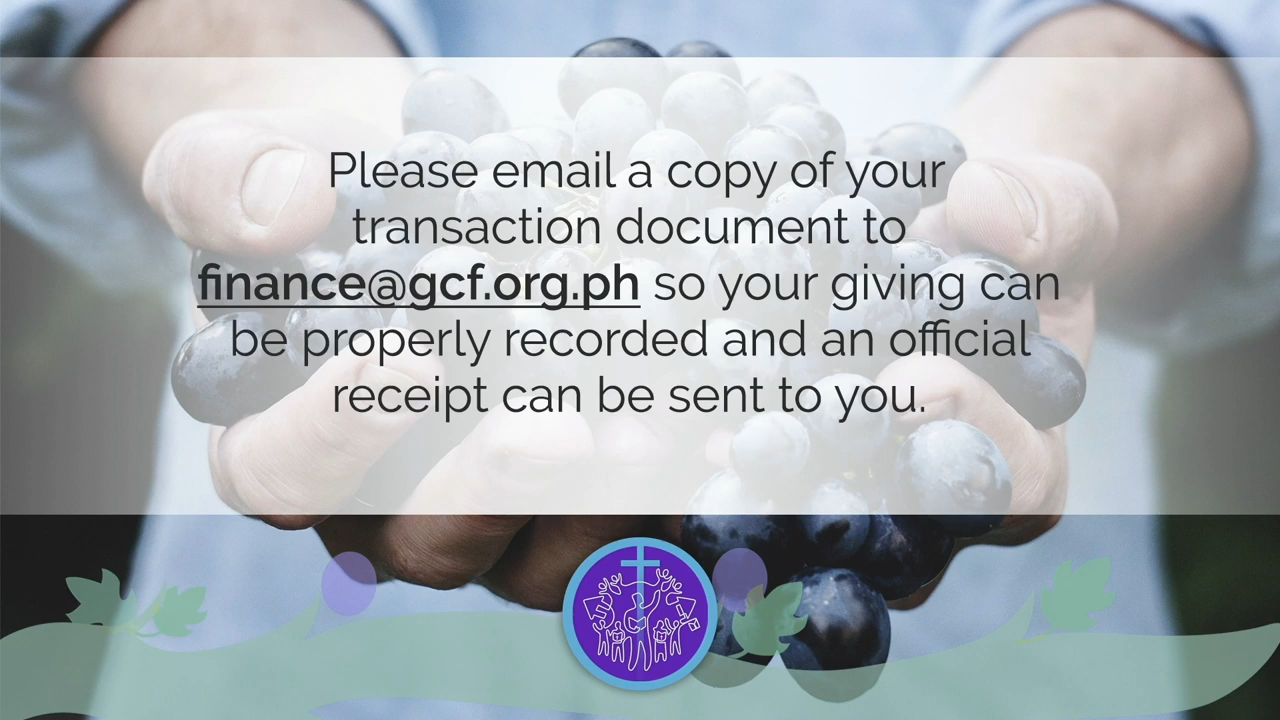 Please email a copy of your
transaction document to
finance@gcf.org.ph so your giving can
be properly recorded and an official
receipt can be sent to you.